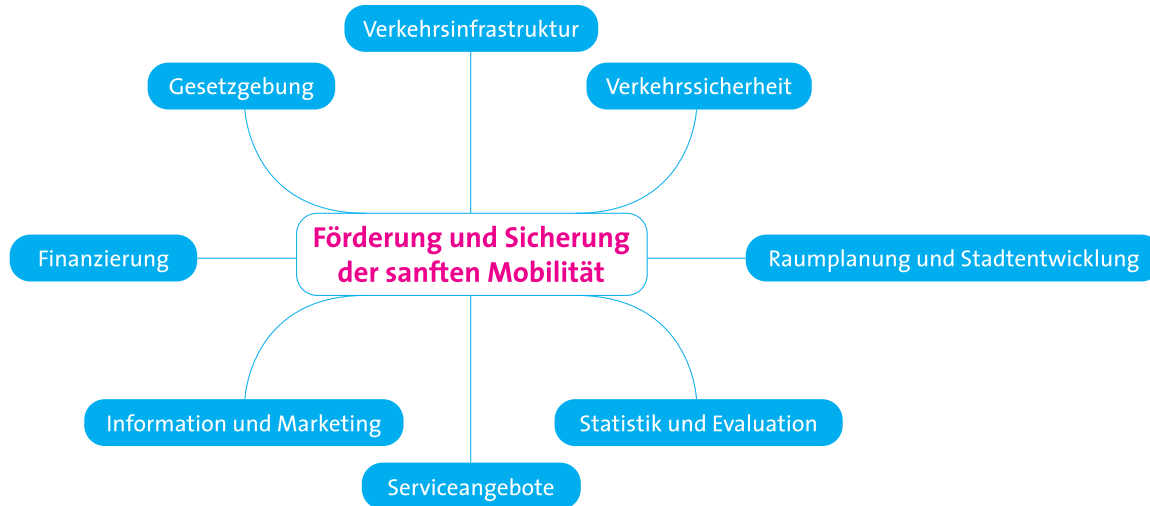 Verkehrsinfrastruktur
Gesetzgebung
Verkehrssicherheit
Förderung und Sicherung
der sanften Mobilität
Finanzierung
Raumplanung und Stadtentwicklung
Information und Marketing
Statistik und Evaluation
Serviceangebote